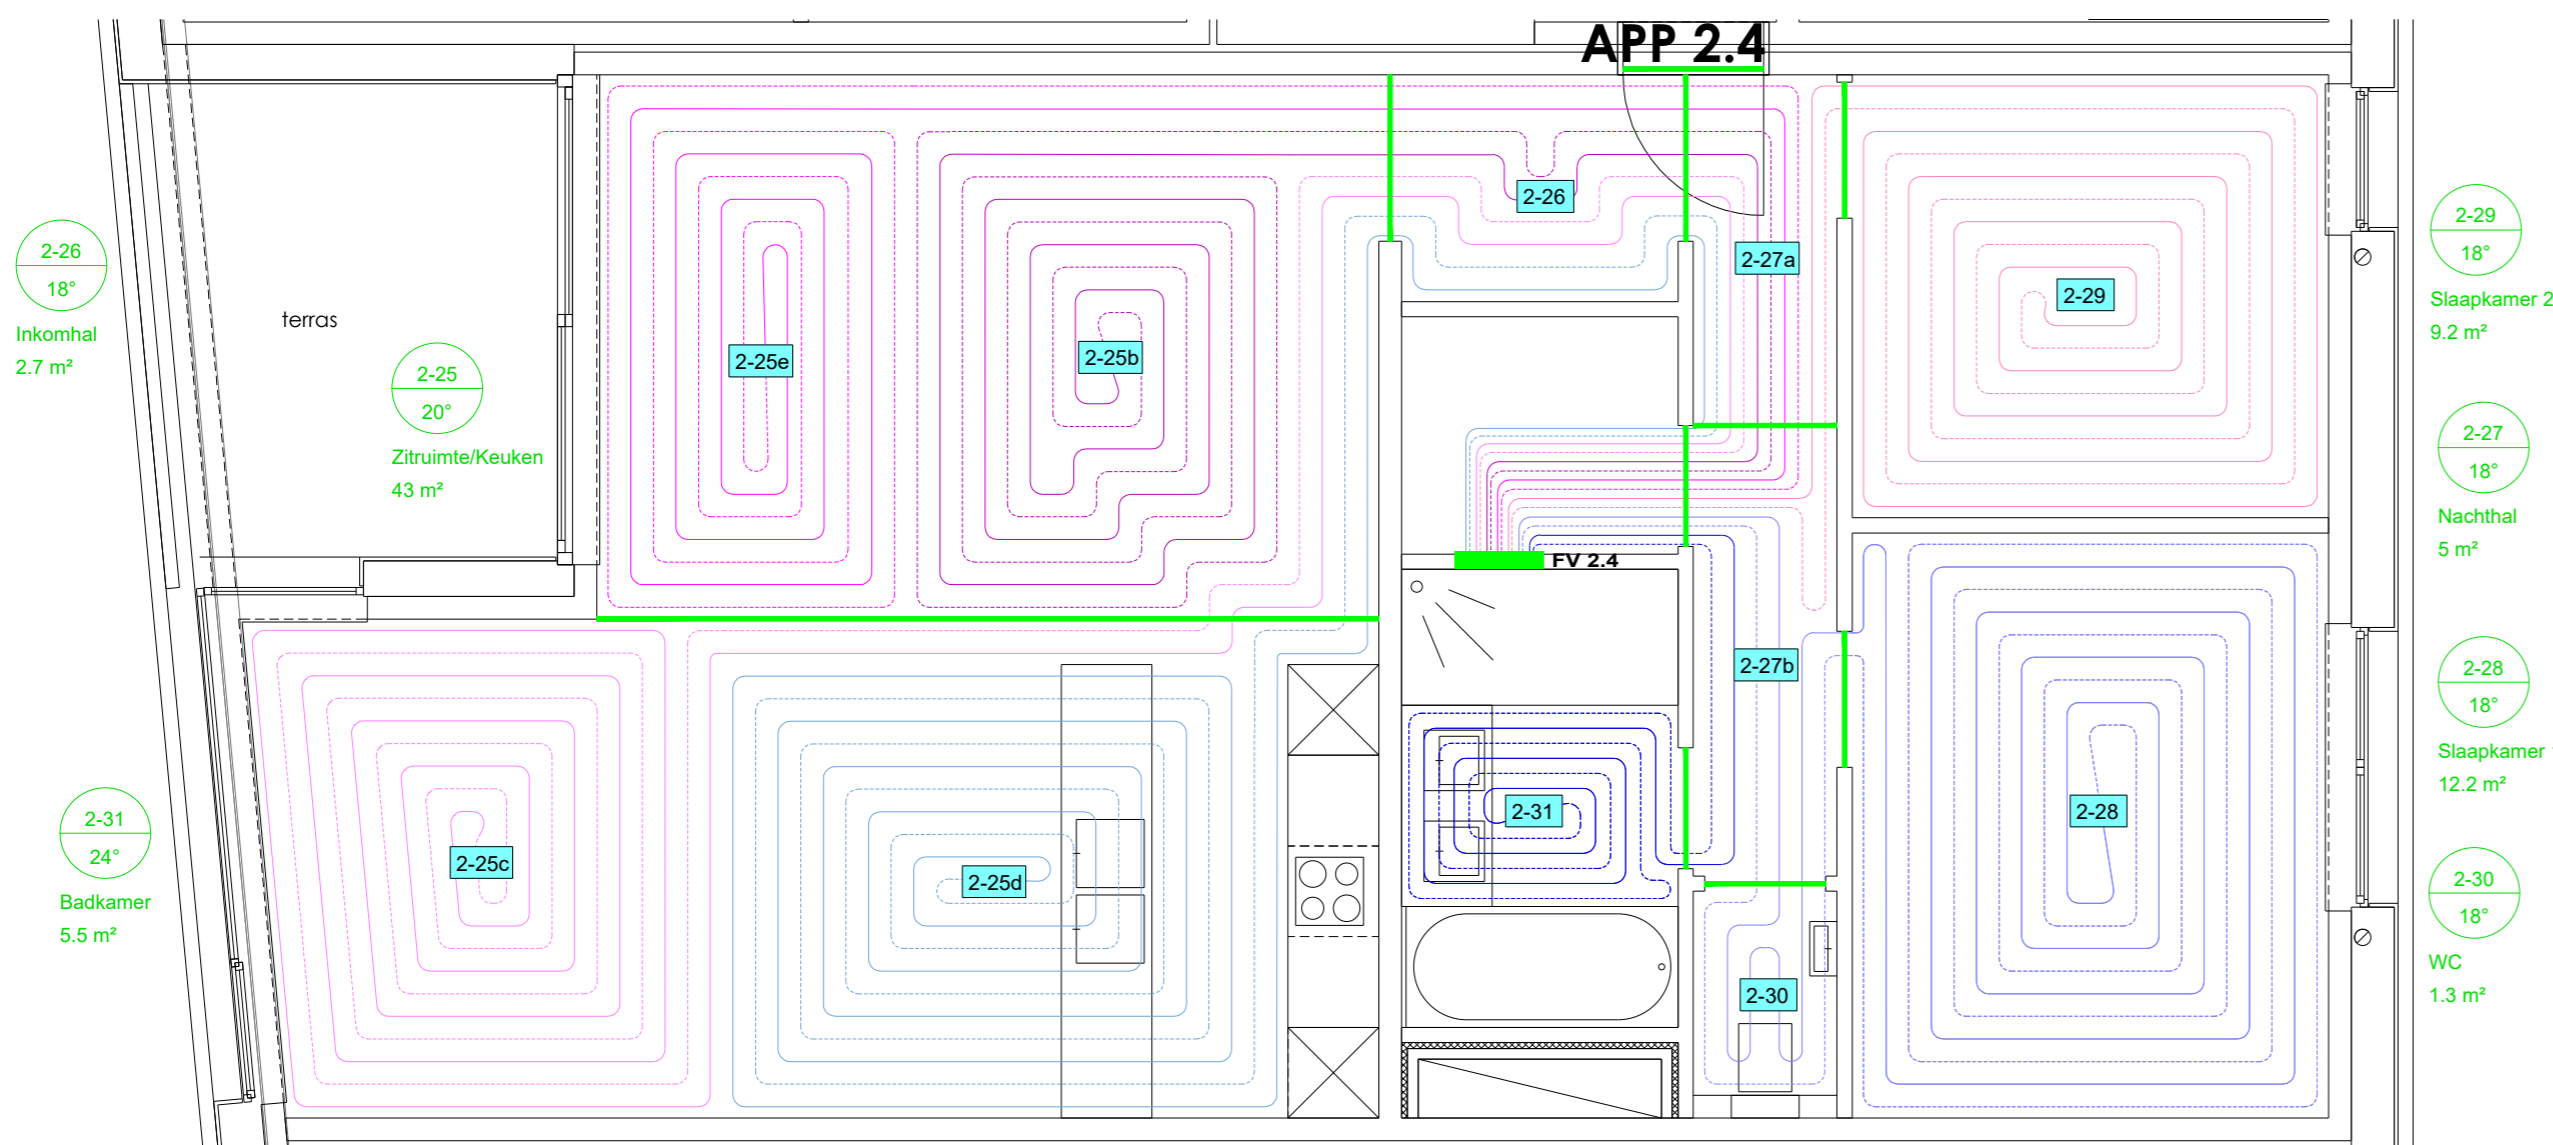 APP 2.4
2-26
18°
Inkomhal
2.7 m²
terras
2-25
20°
Zitruimte/Keuken
43 m²
2-31
24°
Badkamer
5.5 m²
2-25e
2-25b
2-26
2-27a
2-29
FV 2.4
2-27b
2-25c
2-25d
2-31
2-28
2-30
2-29
18°
Slaapkamer 2
9.2 m²
2-27
18°
Nachthal
5 m²
2-28
18°
Slaapkamer
12.2 m²
2-30
18°
WC
1.3 m²